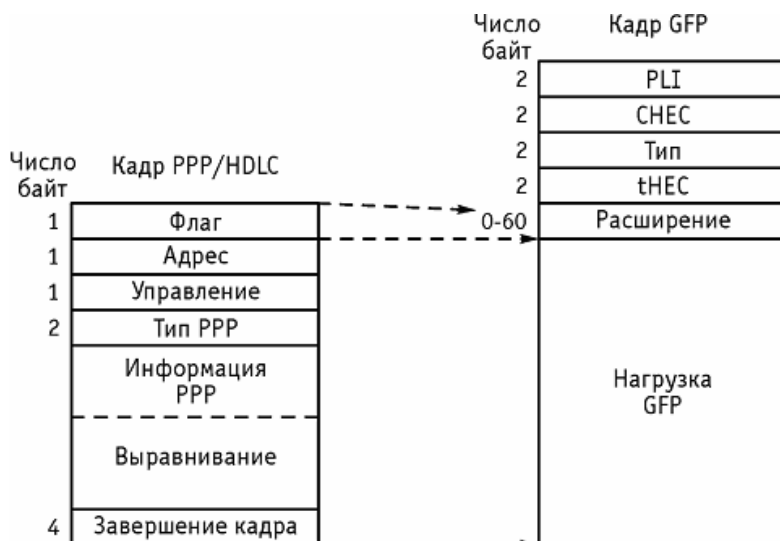 Число
байт
Кадр GFP
2 PLI
2 CHEC
2 Тип
2 tHEC
0-60 Расширение
Нагрузка
GFP
Число
байт
Кадр PPP/HDLC
1 Флаг
1 Адрес
1 Управление
2 Тип PPP
Информация
PPP
Выравнивание
4 Завершение кадра